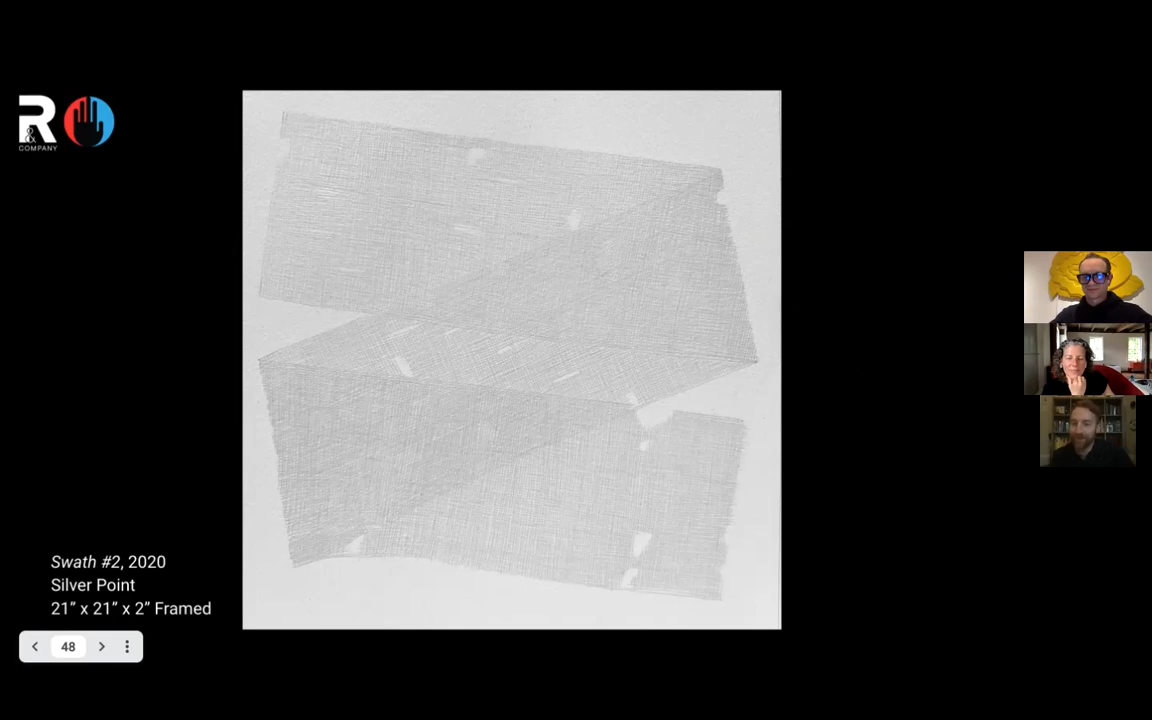 R
&
COMPANY
Swath #2, 2020
Silver Point
21” x 21” x 2” Framed
48